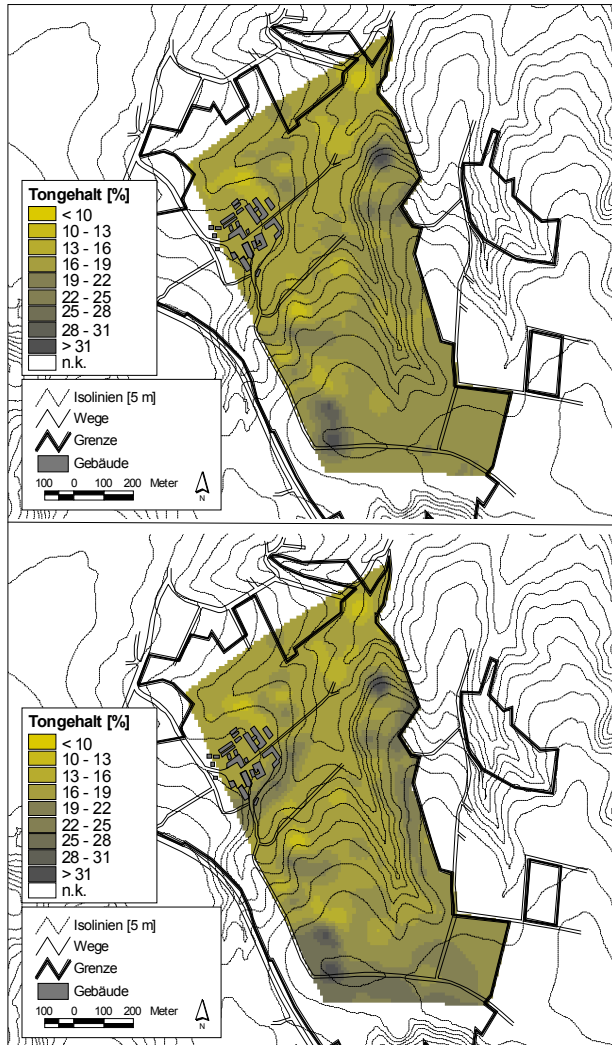 Tongehalt [%]
< 10
10 - 13
13 - 16
16 - 19
19 - 22
22 - 25
25 - 28
28 - 31
> 31
n.k.
Isolinien [5 m]
Wege
Grenze
Gebäude
100 0 100 200 Meter
N
Tongehalt [%]
< 10
10 - 13
13 - 16
16 - 19
19 - 22
22 - 25
25 - 28
28 - 31
> 31
n.k.
Isolinien [5 m]
Wege
Grenze
Gebäude
100 0 100 200 Meter
N